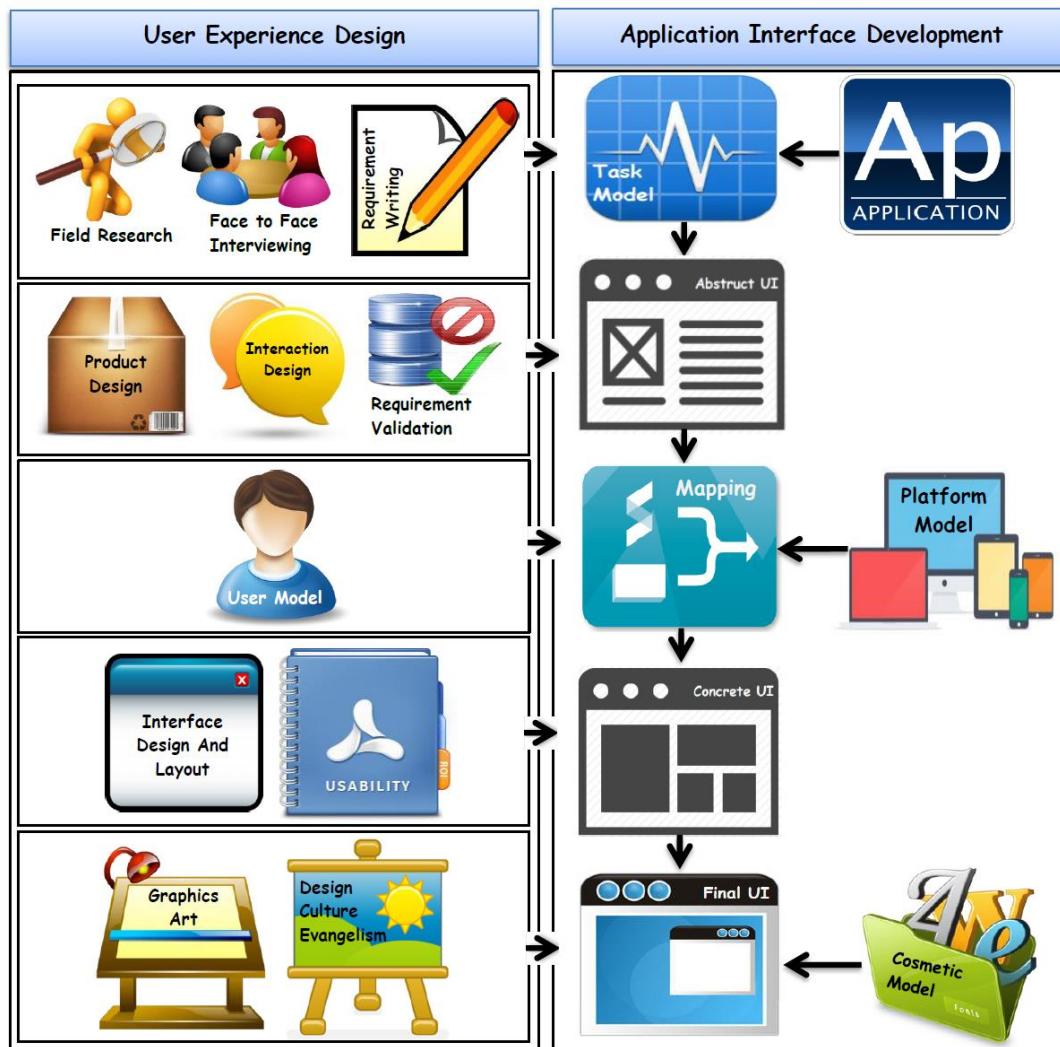 User Experience Design
Application Interface Development
Field Research
Face to Face
Interviewing
Requirement
Writing
Task
Model
Ap
APPLICATION
Product
Design
Interaction
Design
Requirement
Validation
Abstruct UI
User Model
Mapping
Platform
Model
Interface
Design And
Layout
USABILITY
ROI
Concrete UI
Graphics
Art
Design
Culture
Evangelism
Final UI
A
N
e
Cosmetic
Model
Fonts